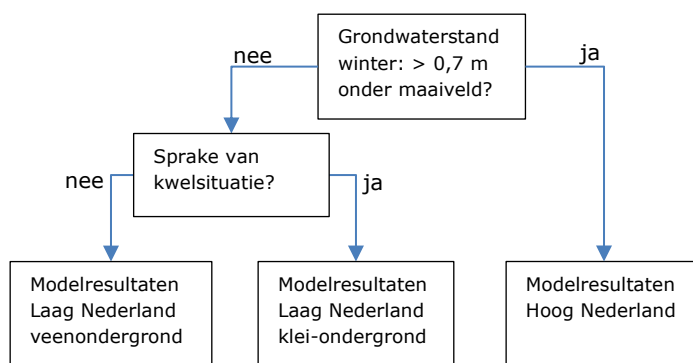 Grondwaterstand
winter: > 0,7 m
onder maaiveld?
nee
ja
Sprake van
kwelsituatie?
nee
ja
Modelresultaten
Laag Nederland
veenondergrond
Modelresultaten
Laag Nederland
klei-ondergrond
Modelresultaten
Hoog Nederland